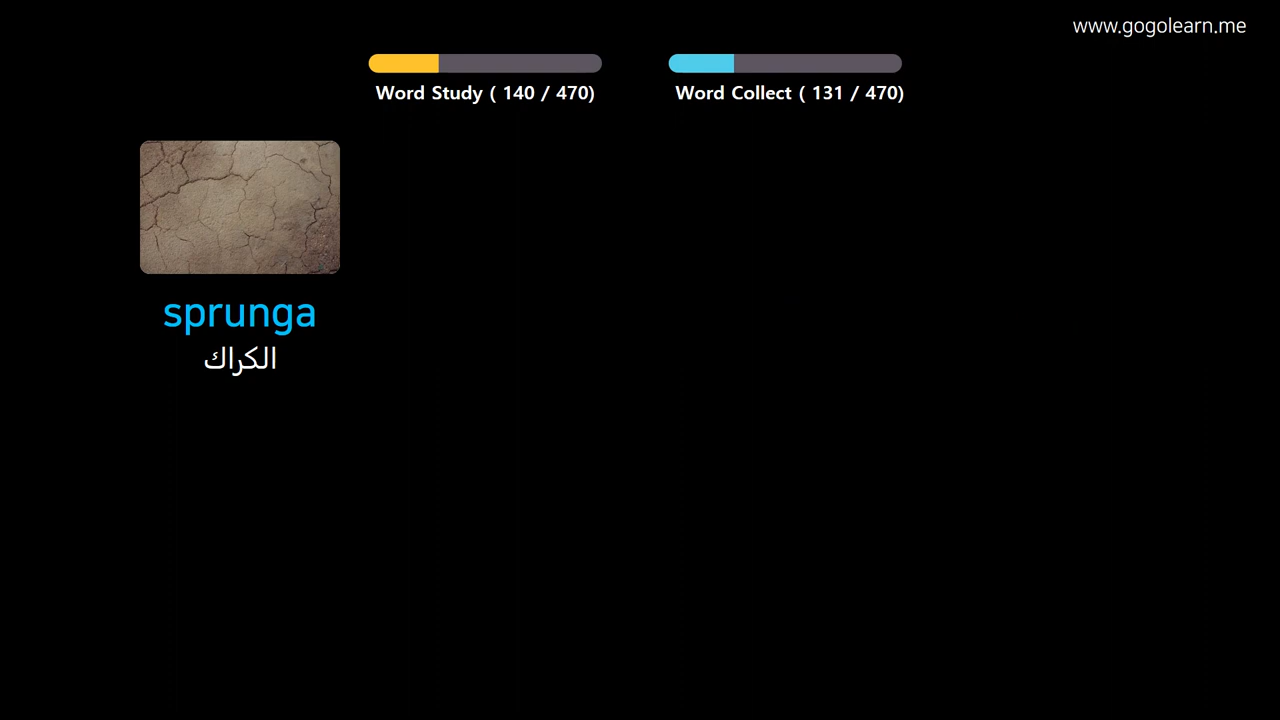 www.gogolearn.me
Word Study ( 140 / 470)
Word Collect ( 131 / 470)
sprunga
الكراك